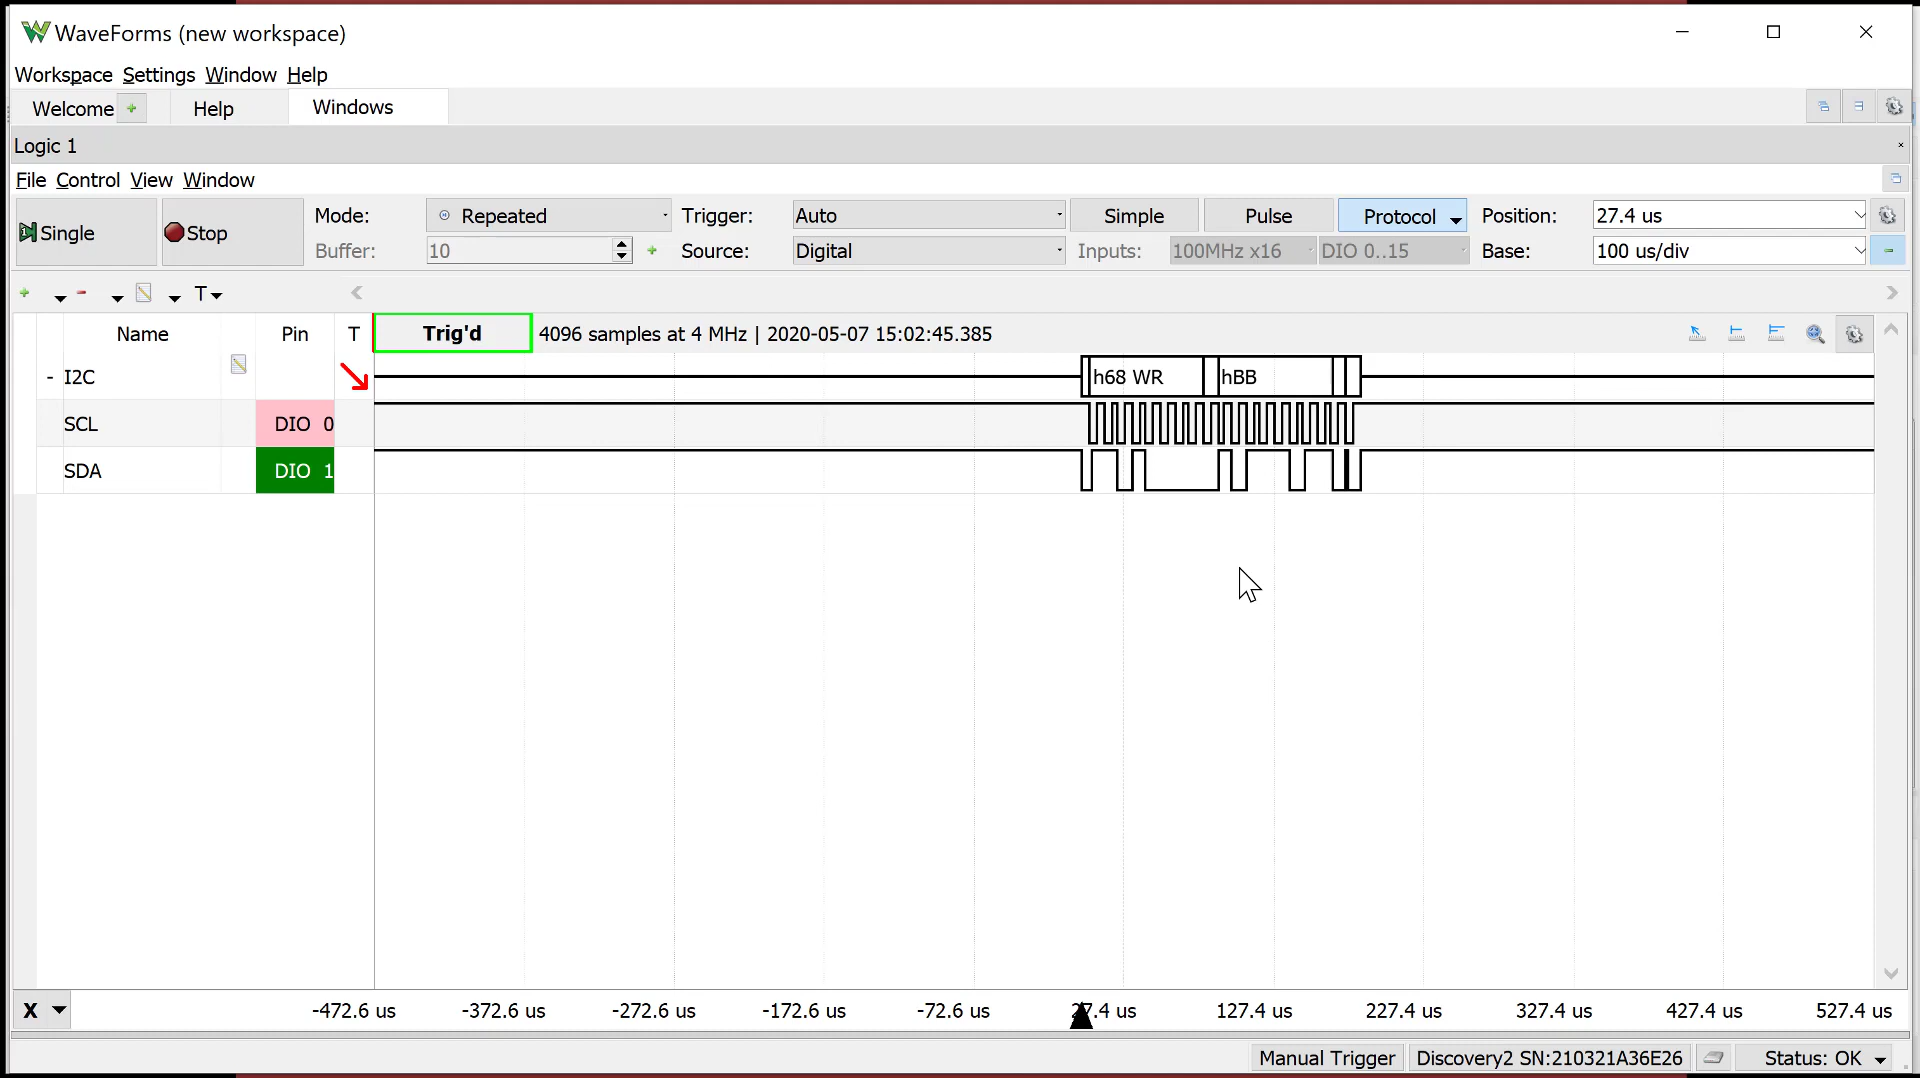 WaveForms (new workspace)
Workspace Settings Window Help
Welcome Help Windows
Logic 1
File Control View Window
Single Stop Mode: Repeated Trigger: Auto Simple Pulse Protocol Position: 27.4 us
Buffer: 10 Source: Digital Inputs: 100MHz x16 DIO 0..15 Base: 100 us/div
T
Name Pin T Trig'd 4096 samples at 4 MHz | 2020-05-07 15:02:45.385
- I2C h68 WR hBB
SCL DIO 0
SDA DIO 1
X -472.6 us -372.6 us -272.6 us -172.6 us -72.6 us 27.4 us 127.4 us 227.4 us 327.4 us 427.4 us 527.4 us
Manual Trigger Discovery2 SN:210321A36E26 Status: OK